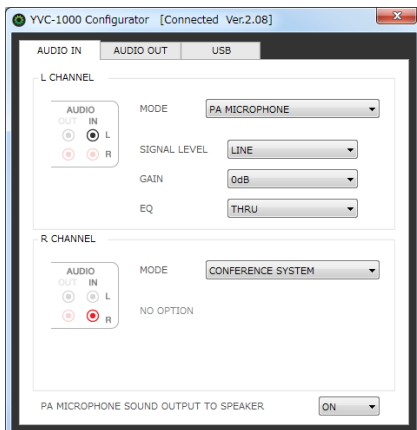 YVC-1000 Configurator [Connected Ver.2.08]
AUDIO IN AUDIO OUT USB
L CHANNEL
AUDIO
OUT IN
L
R
MODE PA MICROPHONE
SIGNAL LEVEL LINE
GAIN 0dB
EQ THRU
R CHANNEL
AUDIO
OUT IN
L
R
MODE CONFERENCE SYSTEM
NO OPTION
PA MICROPHONE SOUND OUTPUT TO SPEAKER ON